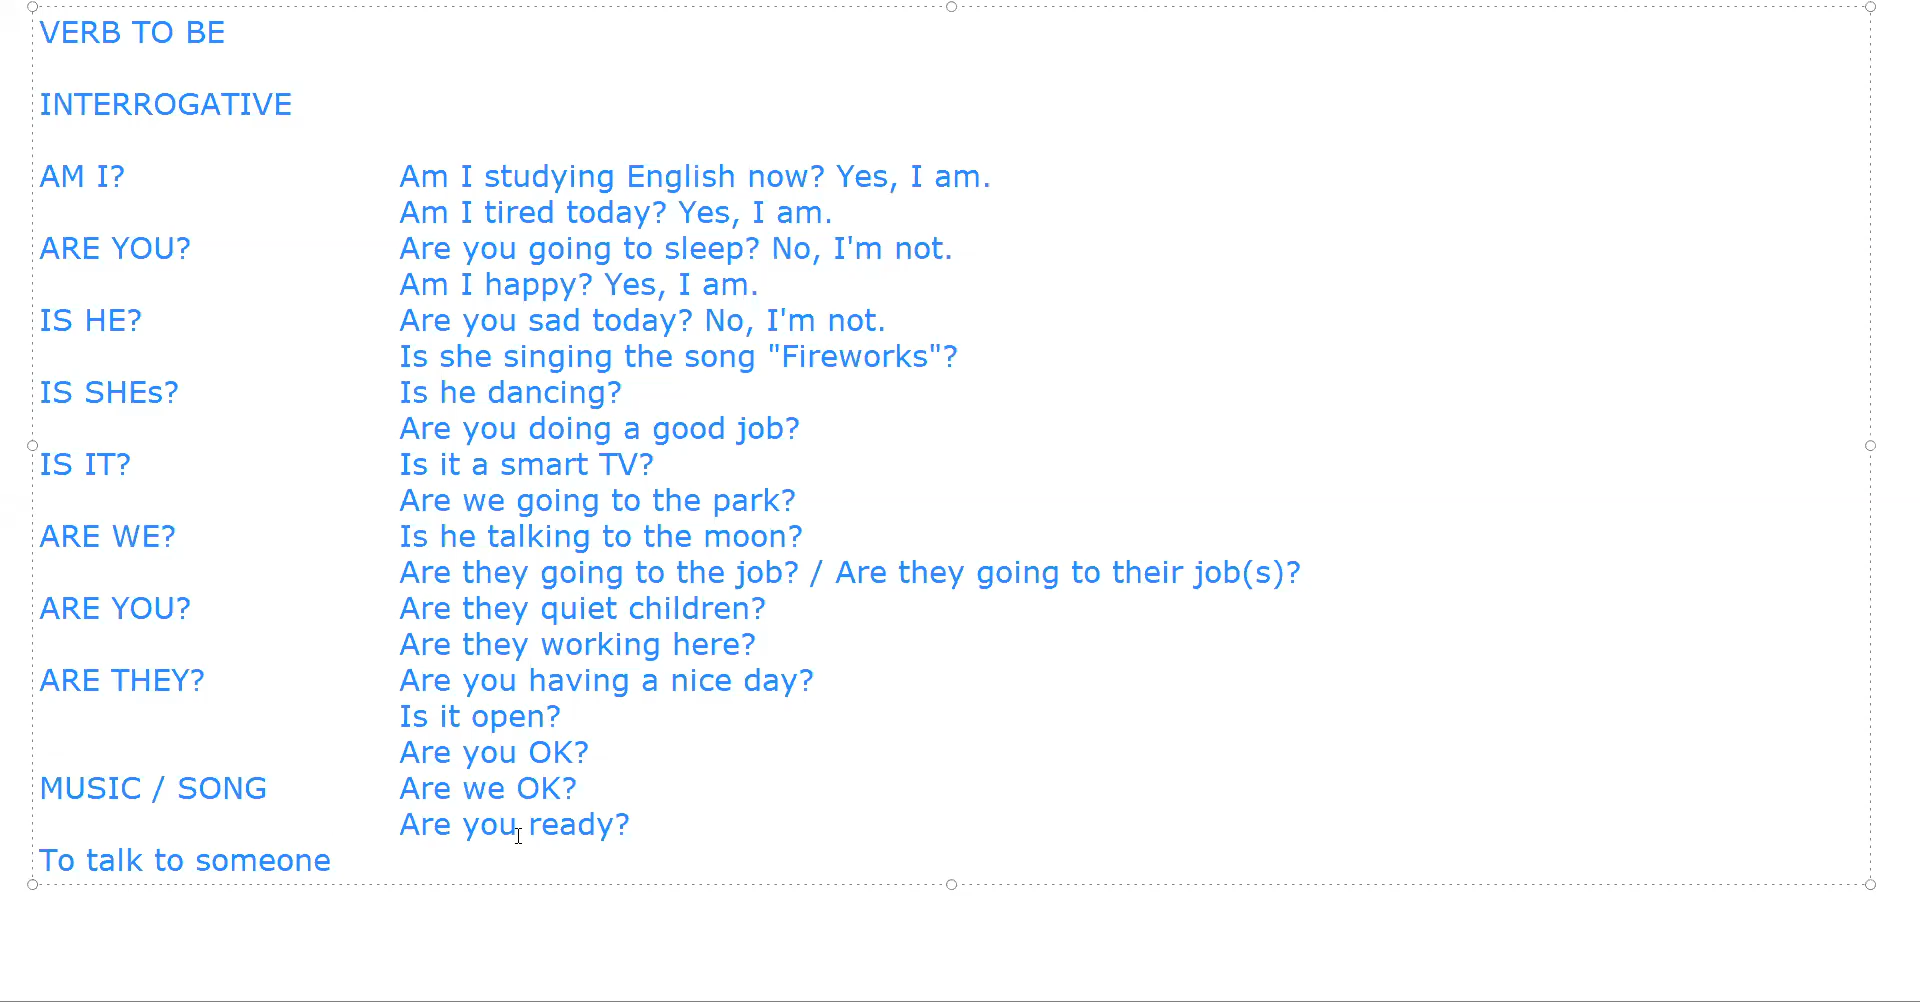 VERB TO BE
INTERROGATIVE
AM I? Am I studying English now? Yes, I am.
Am I tired today? Yes, I am.
ARE YOU? Are you going to sleep? No, I'm not.
Am I happy? Yes, I am.
IS HE? Are you sad today? No, I'm not.
Is she singing the song "Fireworks"?
IS SHEs? Is he dancing?
Are you doing a good job?
IS IT? Is it a smart TV?
Are we going to the park?
ARE WE? Is he talking to the moon?
Are they going to the job? / Are they going to their job(s)?
ARE YOU? Are they quiet children?
Are they working here?
ARE THEY? Are you having a nice day?
Is it open?
Are you OK?
MUSIC / SONG Are we OK?
Are you ready?
To talk to someone